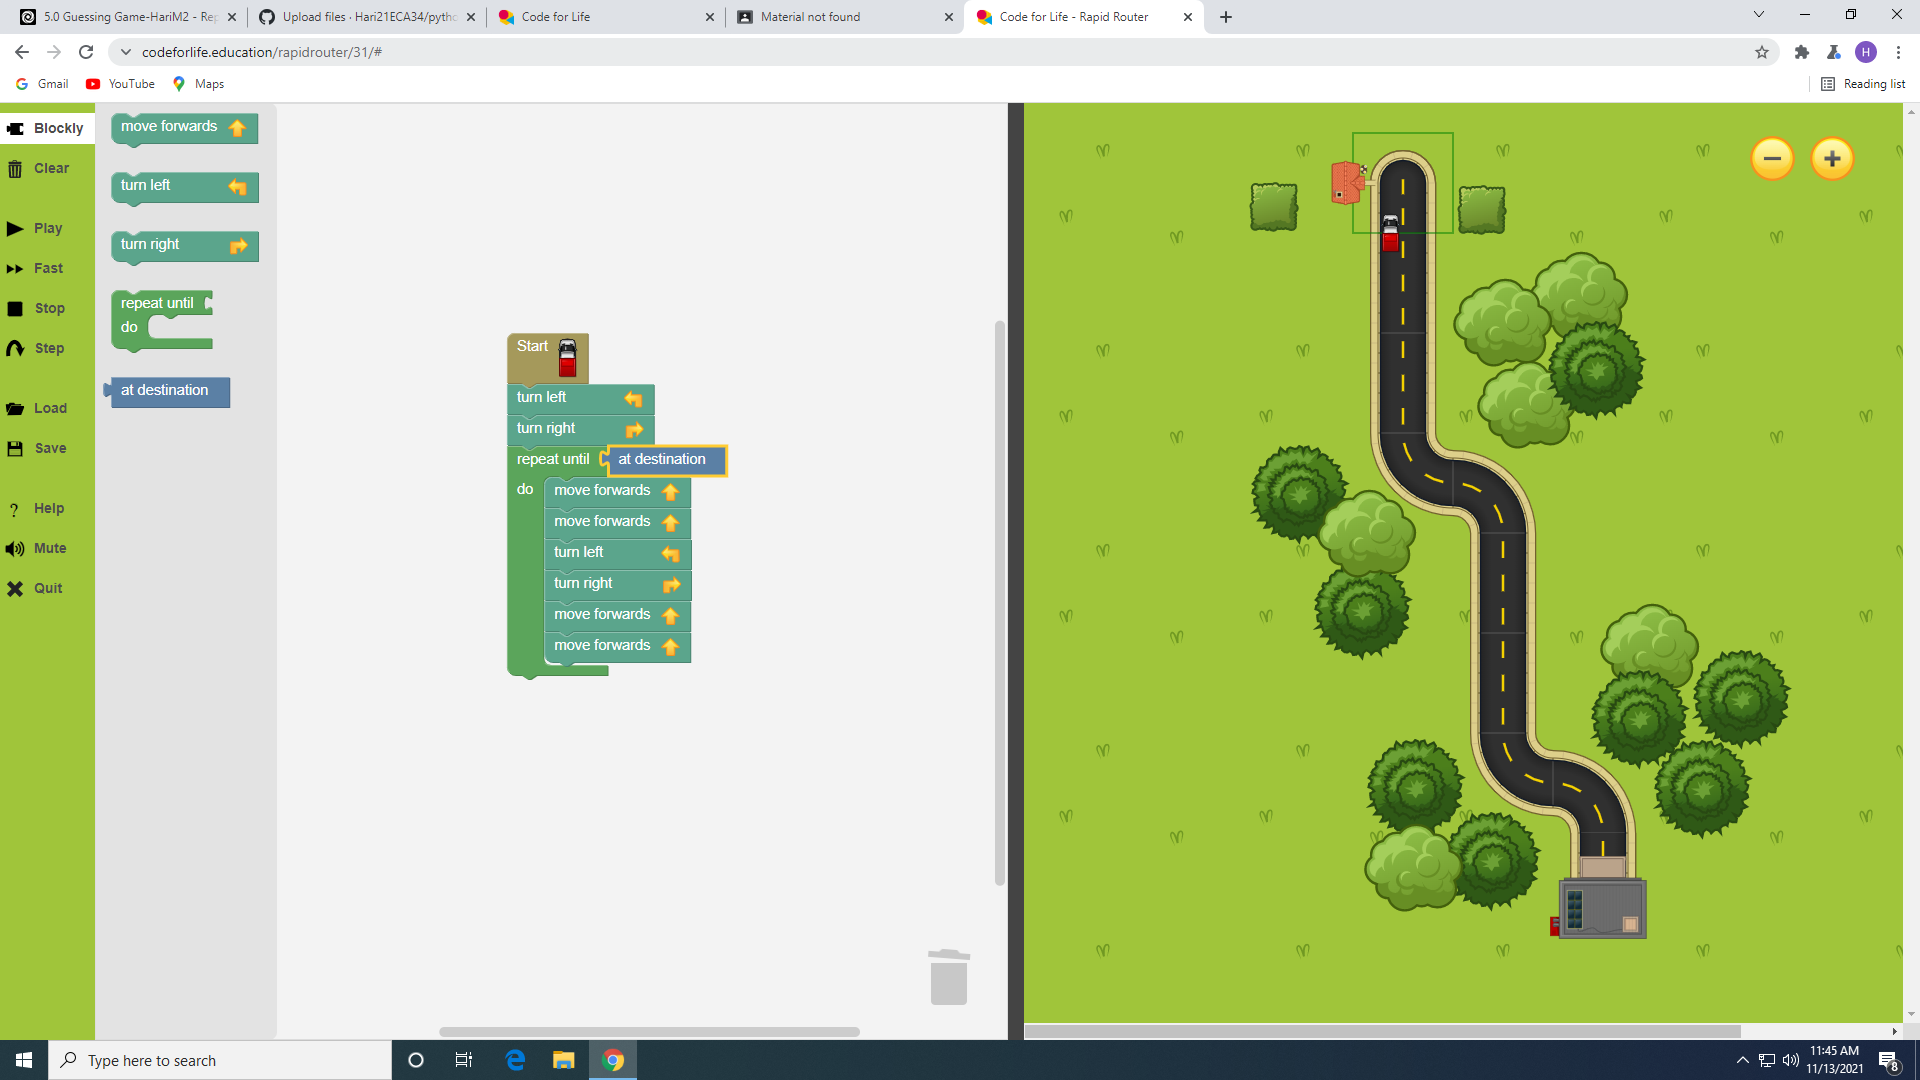 5.0 Guessing Game-HariM2 - Rep
Upload files · Hari21ECA34/pytho
Code for Life
Material not found
Code for Life - Rapid Router
codeforlife.education/rapidrouter/31/#
H
Gmail
YouTube
Maps
Reading list
Blockly
Clear
Play
Fast
Stop
Step
Load
Save
Help
Mute
Quit
move forwards
turn left
turn right
repeat until
do
at destination
Start
turn left
turn right
repeat until at destination
do move forwards
move forwards
turn left
turn right
move forwards
move forwards
Type here to search
11:45 AM
11/13/2021
8